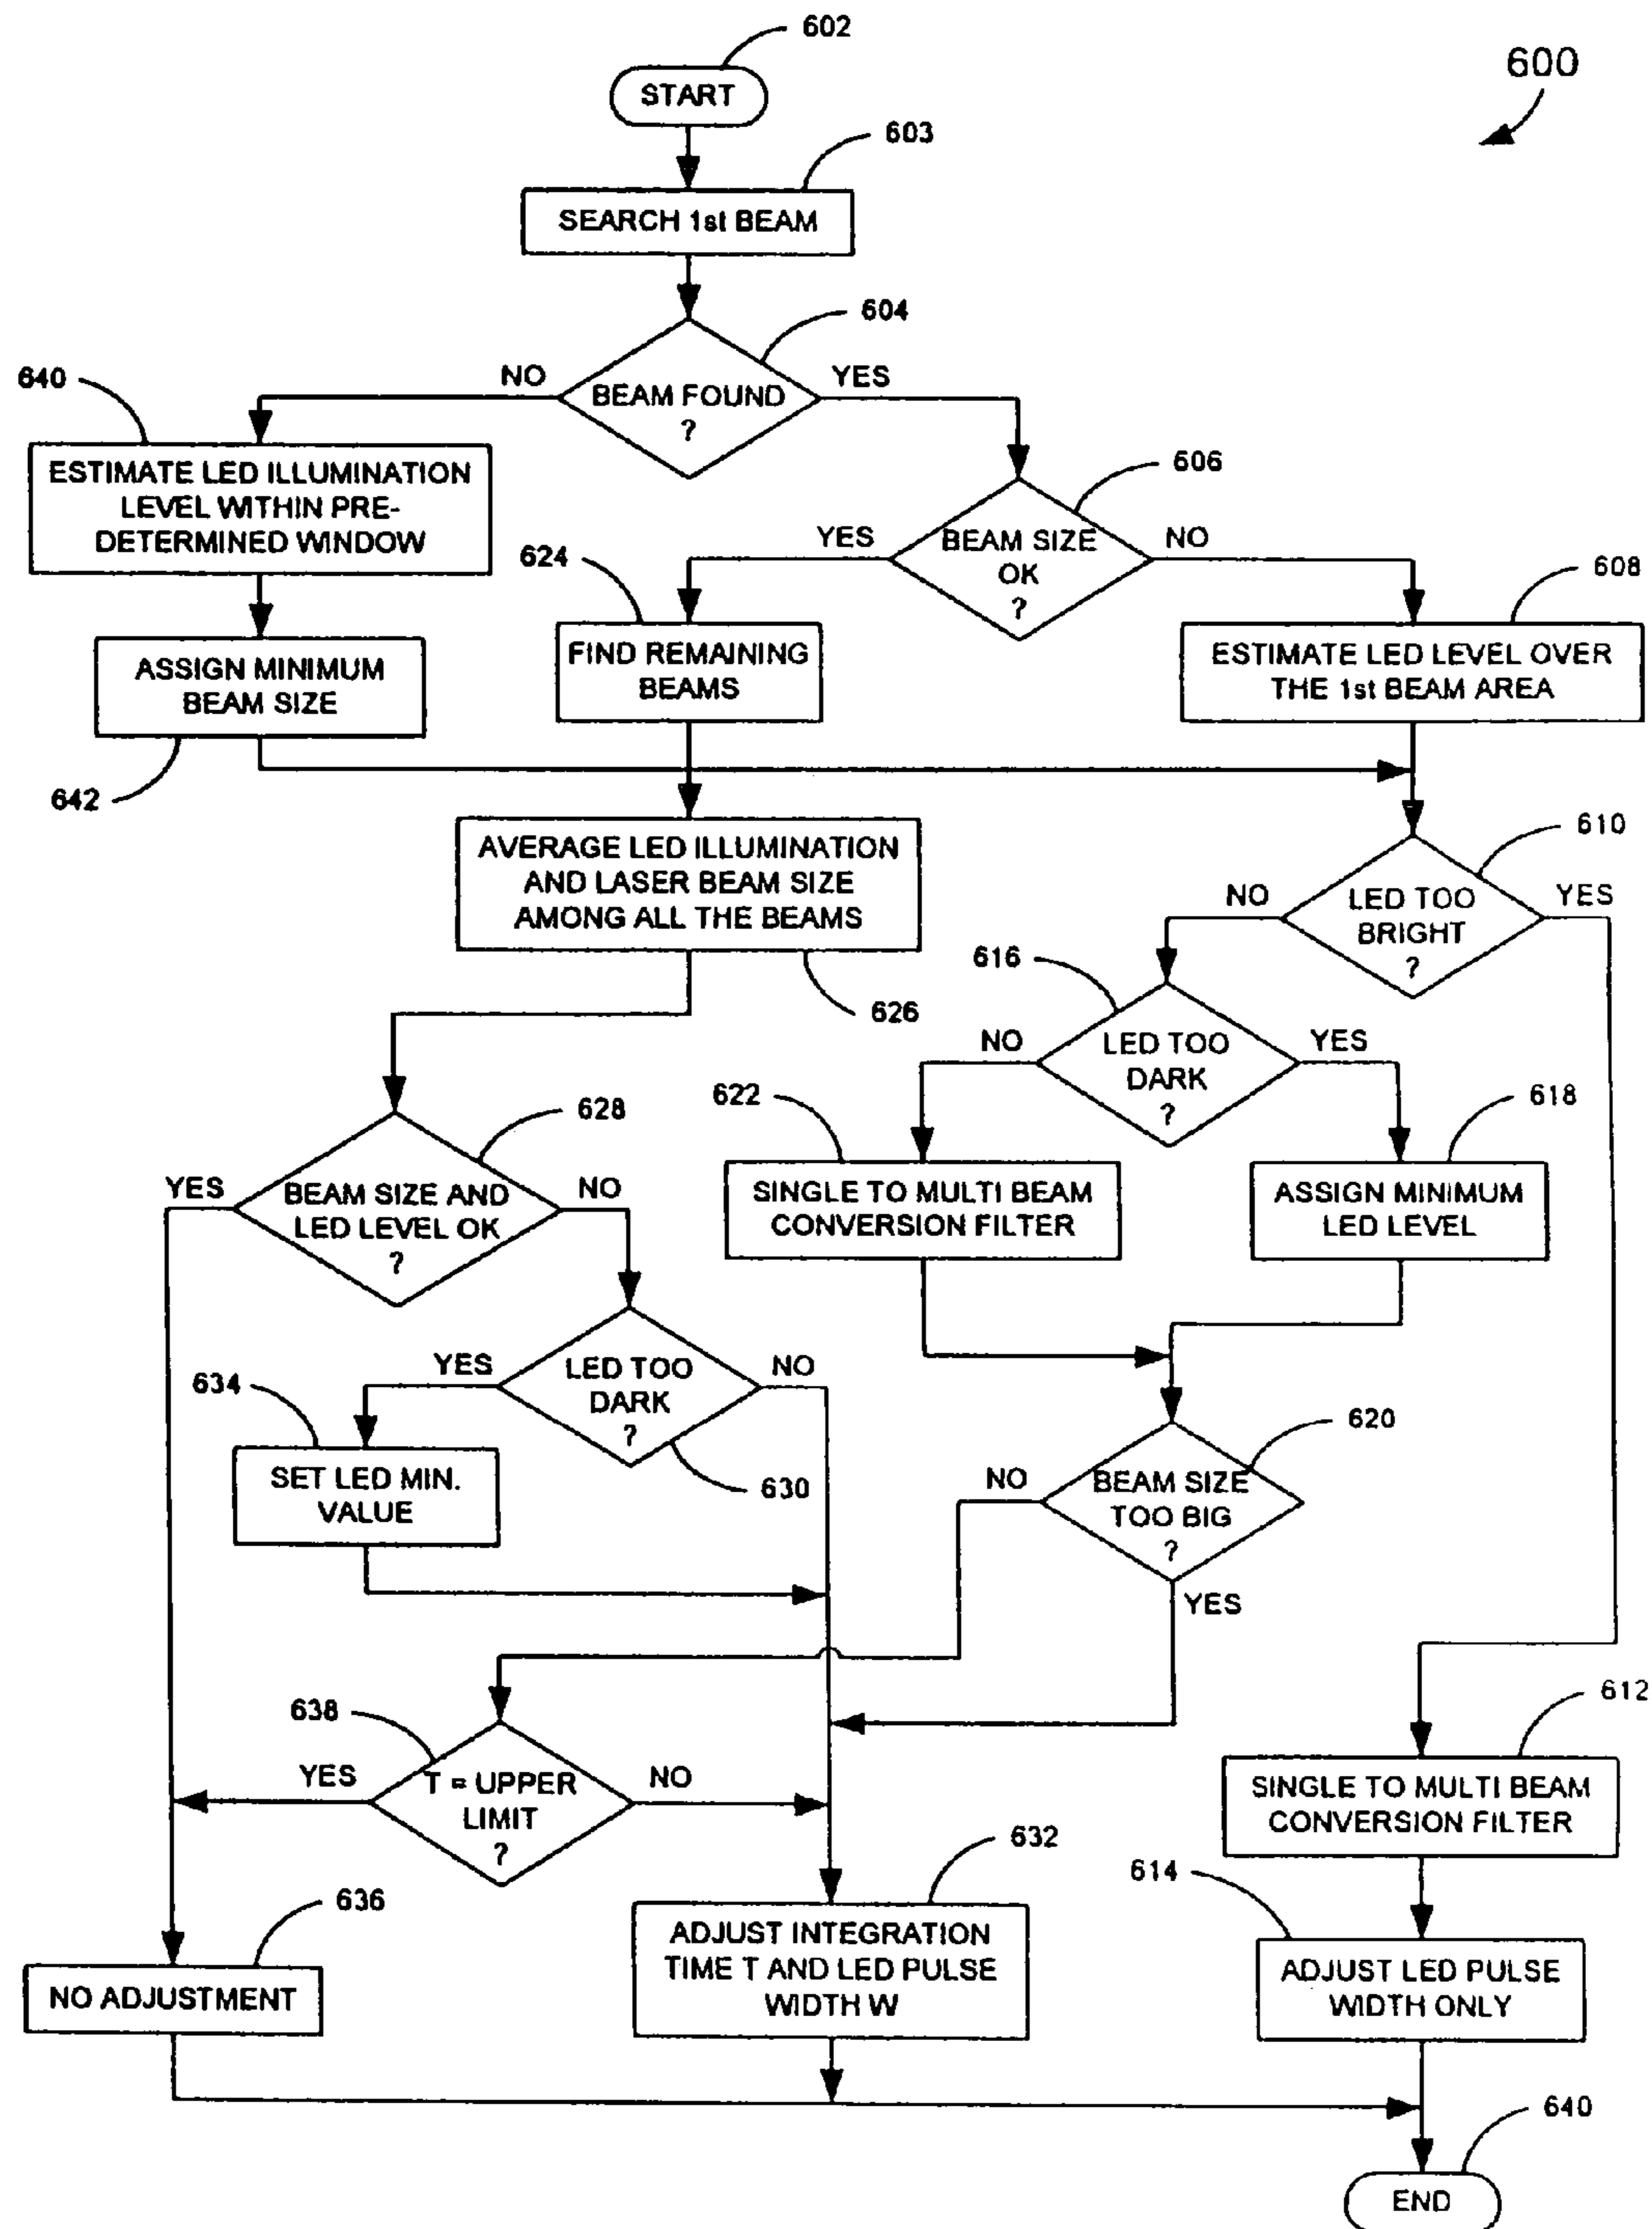 602
600
START
603
SEARCH 1st BEAM
604
640
NO
YES
BEAM FOUND
?
606
ESTIMATE LED ILLUMINATION
LEVEL WITHIN PRE-
DETERMINED WINDOW
624
YES
BEAM SIZE
OK
?
NO
608
ASSIGN MINIMUM
BEAM SIZE
FIND REMAINING
BEAMS
ESTIMATE LED LEVEL OVER
THE 1st BEAM AREA
642
610
AVERAGE LED ILLUMINATION
AND LASER BEAM SIZE
AMONG ALL THE BEAMS
NO
LED TOO
BRIGHT
?
YES
616
626
NO
LED TOO
DARK
?
YES
628
622
618
YES
BEAM SIZE AND
LED LEVEL OK
?
NO
SINGLE TO MULTI BEAM
CONVERSION FILTER
ASSIGN MINIMUM
LED LEVEL
634
YES
LED TOO
DARK
?
NO
620
SET LED MIN.
VALUE
630
NO
BEAM SIZE
TOO BIG
?
YES
638
612
YES
T = UPPER
LIMIT
?
NO
SINGLE TO MULTI BEAM
CONVERSION FILTER
632
614
636
NO ADJUSTMENT
ADJUST INTEGRATION
TIME T AND LED PULSE
WIDTH W
ADJUST LED PULSE
WIDTH ONLY
640
END